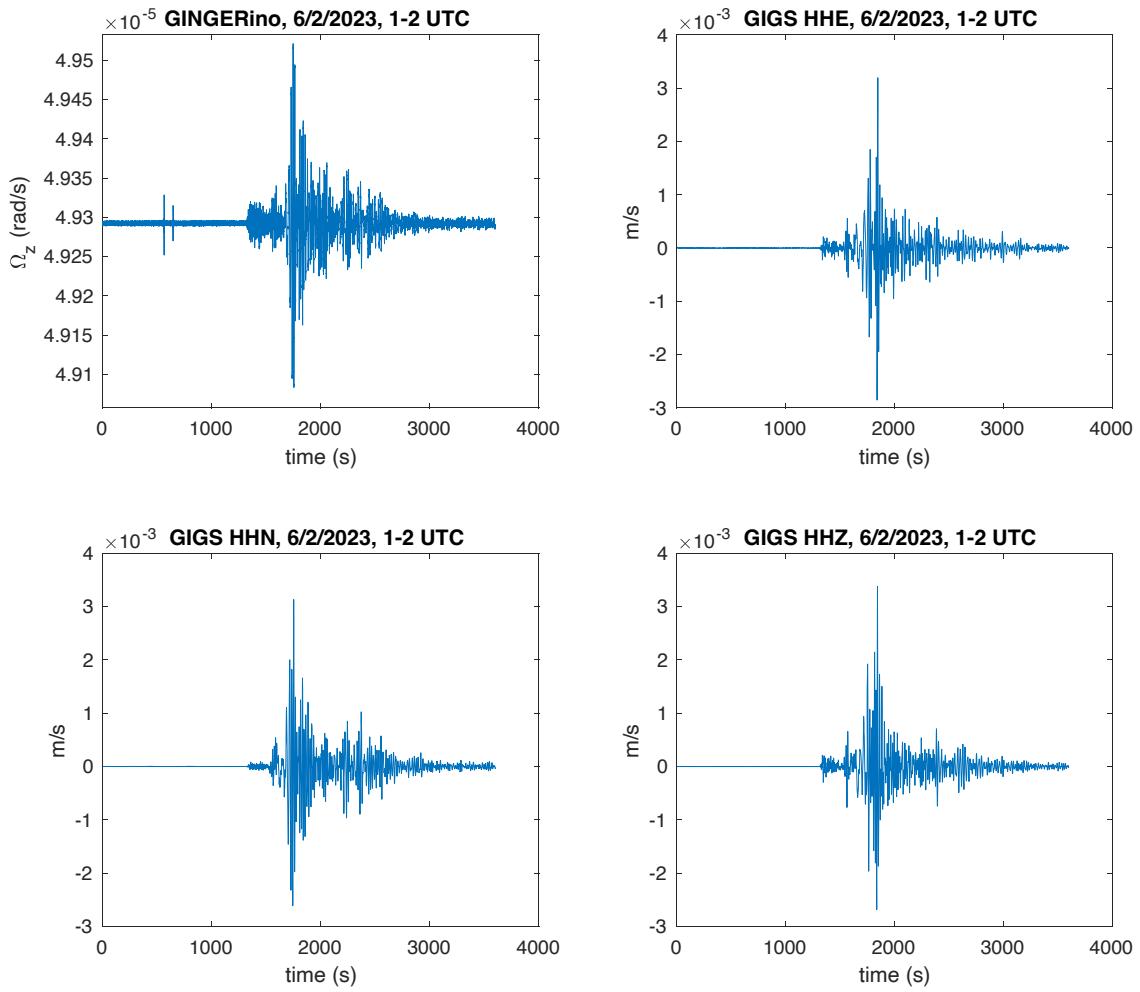 ×10⁻⁵ GINGERino, 6/2/2023, 1-2 UTC
4.95
4.945
4.94
4.935
4.93
4.925
4.92
4.915
4.91
Ω_z (rad/s)
0 1000 2000 3000 4000
time (s)
×10⁻³ GIGS HHE, 6/2/2023, 1-2 UTC
4
3
2
1
0
-1
-2
-3
m/s
0 1000 2000 3000 4000
time (s)
×10⁻³ GIGS HHN, 6/2/2023, 1-2 UTC
4
3
2
1
0
-1
-2
-3
m/s
0 1000 2000 3000 4000
time (s)
×10⁻³ GIGS HHZ, 6/2/2023, 1-2 UTC
4
3
2
1
0
-1
-2
-3
m/s
0 1000 2000 3000 4000
time (s)